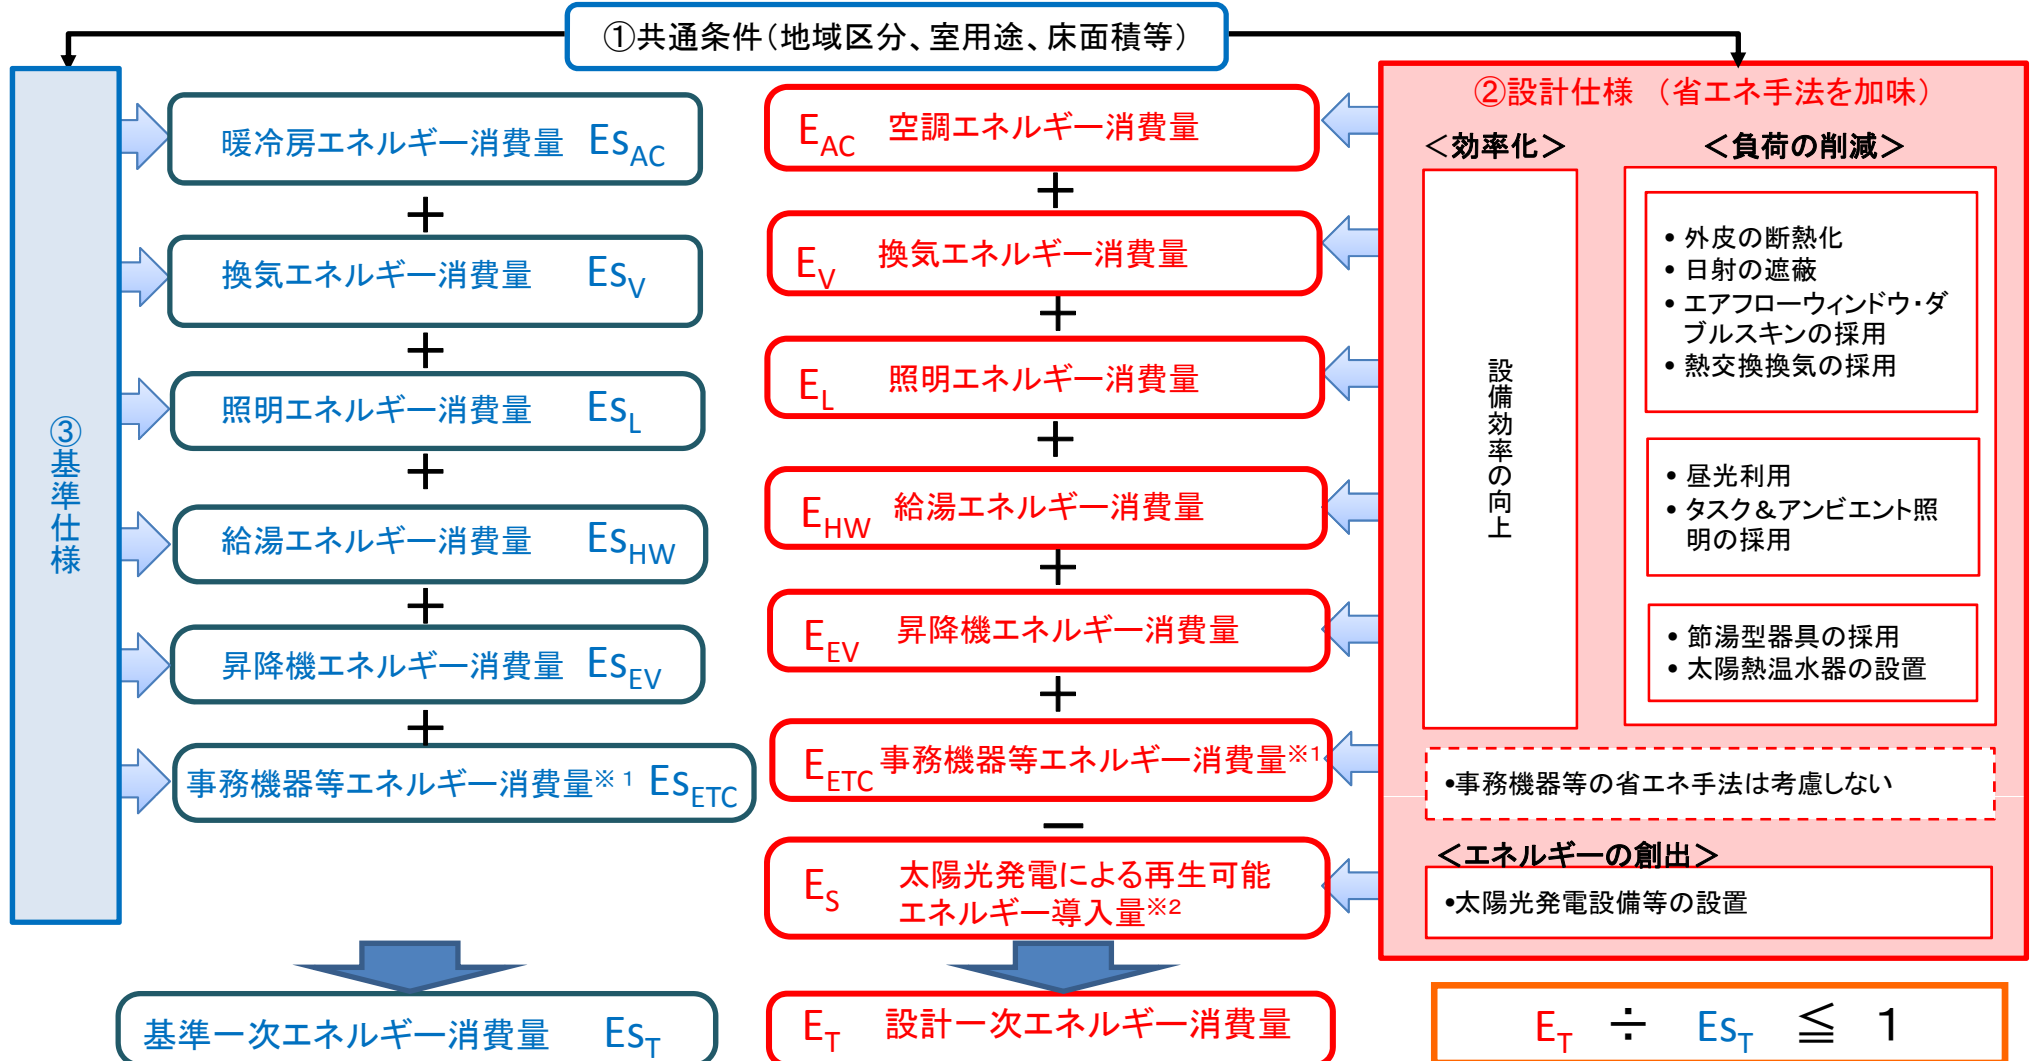 ①共通条件（地域区分、室用途、床面積等）
③基準仕様
暖冷房エネルギー消費量 EsAC
＋
換気エネルギー消費量 EsV
＋
照明エネルギー消費量 EsL
＋
給湯エネルギー消費量 EsHW
＋
昇降機エネルギー消費量 EsEV
＋
事務機器等エネルギー消費量※1 EsETC
基準一次エネルギー消費量 EsT
EAC 空調エネルギー消費量
＋
EV 換気エネルギー消費量
＋
EL 照明エネルギー消費量
＋
EHW 給湯エネルギー消費量
＋
EEV 昇降機エネルギー消費量
＋
EETC 事務機器等エネルギー消費量※1
－
ES 太陽光発電による再生可能
エネルギー導入量※2
ET 設計一次エネルギー消費量
②設計仕様 （省エネ手法を加味）
＜効率化＞
設備効率の向上
＜負荷の削減＞
• 外皮の断熱化
• 日射の遮蔽
• エアフローウィンドウ・ダ
ブルスキンの採用
• 熱交換換気の採用
• 昼光利用
• タスク＆アンビエント照
明の採用
• 節湯型器具の採用
• 太陽熱温水器の設置
•事務機器等の省エネ手法は考慮しない
＜エネルギーの創出＞
•太陽光発電設備等の設置
ET ÷ EsT ≦ 1